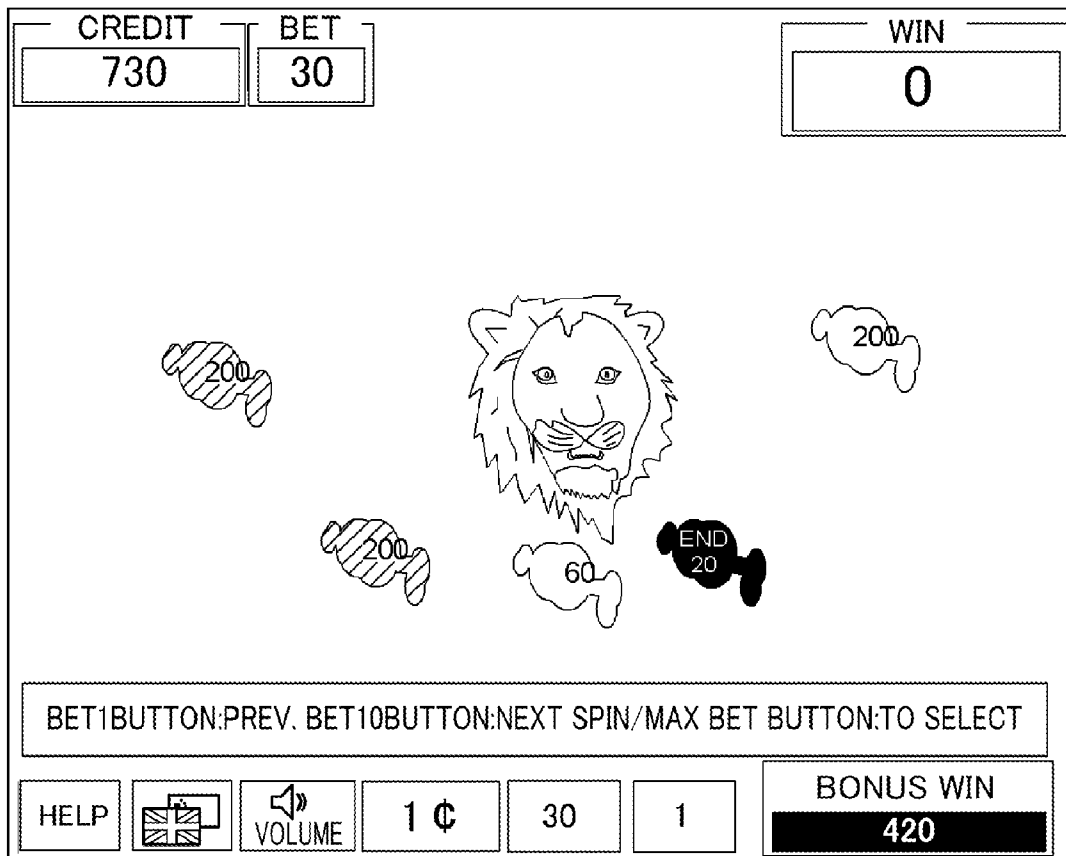 CREDIT
730
BET
30
WIN
0
200
200
200
60
END
20
BET1BUTTON:PREV. BET10BUTTON:NEXT SPIN/MAX BET BUTTON:TO SELECT
HELP
VOLUME
1 ¢
30
1
BONUS WIN
420